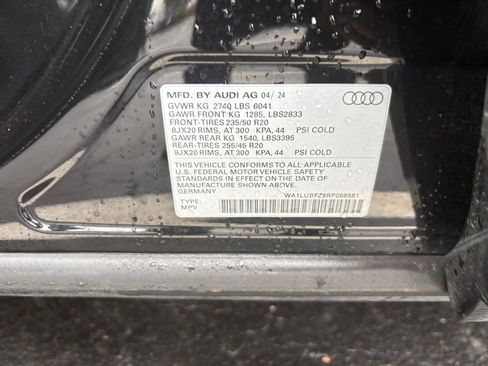 MFD. BY AUDI AG 04/ 24
GVWR KG 2740 LBS 6041
GAWR FRONT KG 1285, LBS2833
FRONT-TIRES 235/50 R20
8JX20 RIMS, AT 300 KPA, 44 PSI COLD
GAWR REAR KG 1540, LBS3395
REAR-TIRES 255/45 R20
9JX20 RIMS, AT 300 KPA, 44 PSI COLD
THIS VEHICLE CONFORMS TO ALL APPLICABLE
U.S. FEDERAL MOTOR VEHICLE SAFETY
STANDARDS IN EFFECT ON THE DATE OF
MANUFACTURE SHOWN ABOVE.
GERMANY
TYPE:
MPV